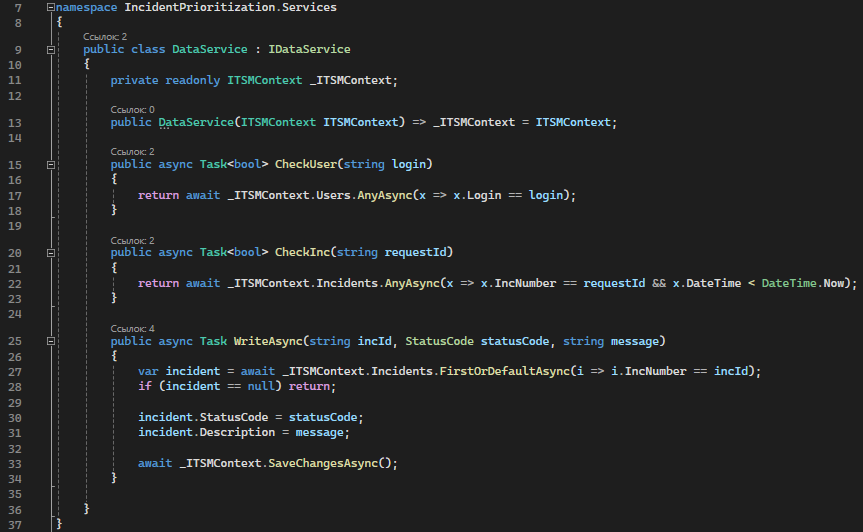 7 namespace IncidentPrioritization.Services
8 {
Ссылок: 2
9 public class DataService : IDataService
10 {
11 private readonly ITSMContext _ITSMContext;
12
Ссылок: 0
13 public DataService(ITSMContext ITSMContext) => _ITSMContext = ITSMContext;
14
Ссылок: 2
15 public async Task<bool> CheckUser(string login)
16 {
17 return await _ITSMContext.Users.AnyAsync(x => x.Login == login);
18 }
19
Ссылок: 2
20 public async Task<bool> CheckInc(string requestId)
21 {
22 return await _ITSMContext.Incidents.AnyAsync(x => x.IncNumber == requestId && x.DateTime < DateTime.Now);
23 }
24
Ссылок: 4
25 public async Task WriteAsync(string incId, StatusCode statusCode, string message)
26 {
27 var incident = await _ITSMContext.Incidents.FirstOrDefaultAsync(i => i.IncNumber == incId);
28 if (incident == null) return;
29
30 incident.StatusCode = statusCode;
31 incident.Description = message;
32
33 await _ITSMContext.SaveChangesAsync();
34 }
35
36 }
37 }